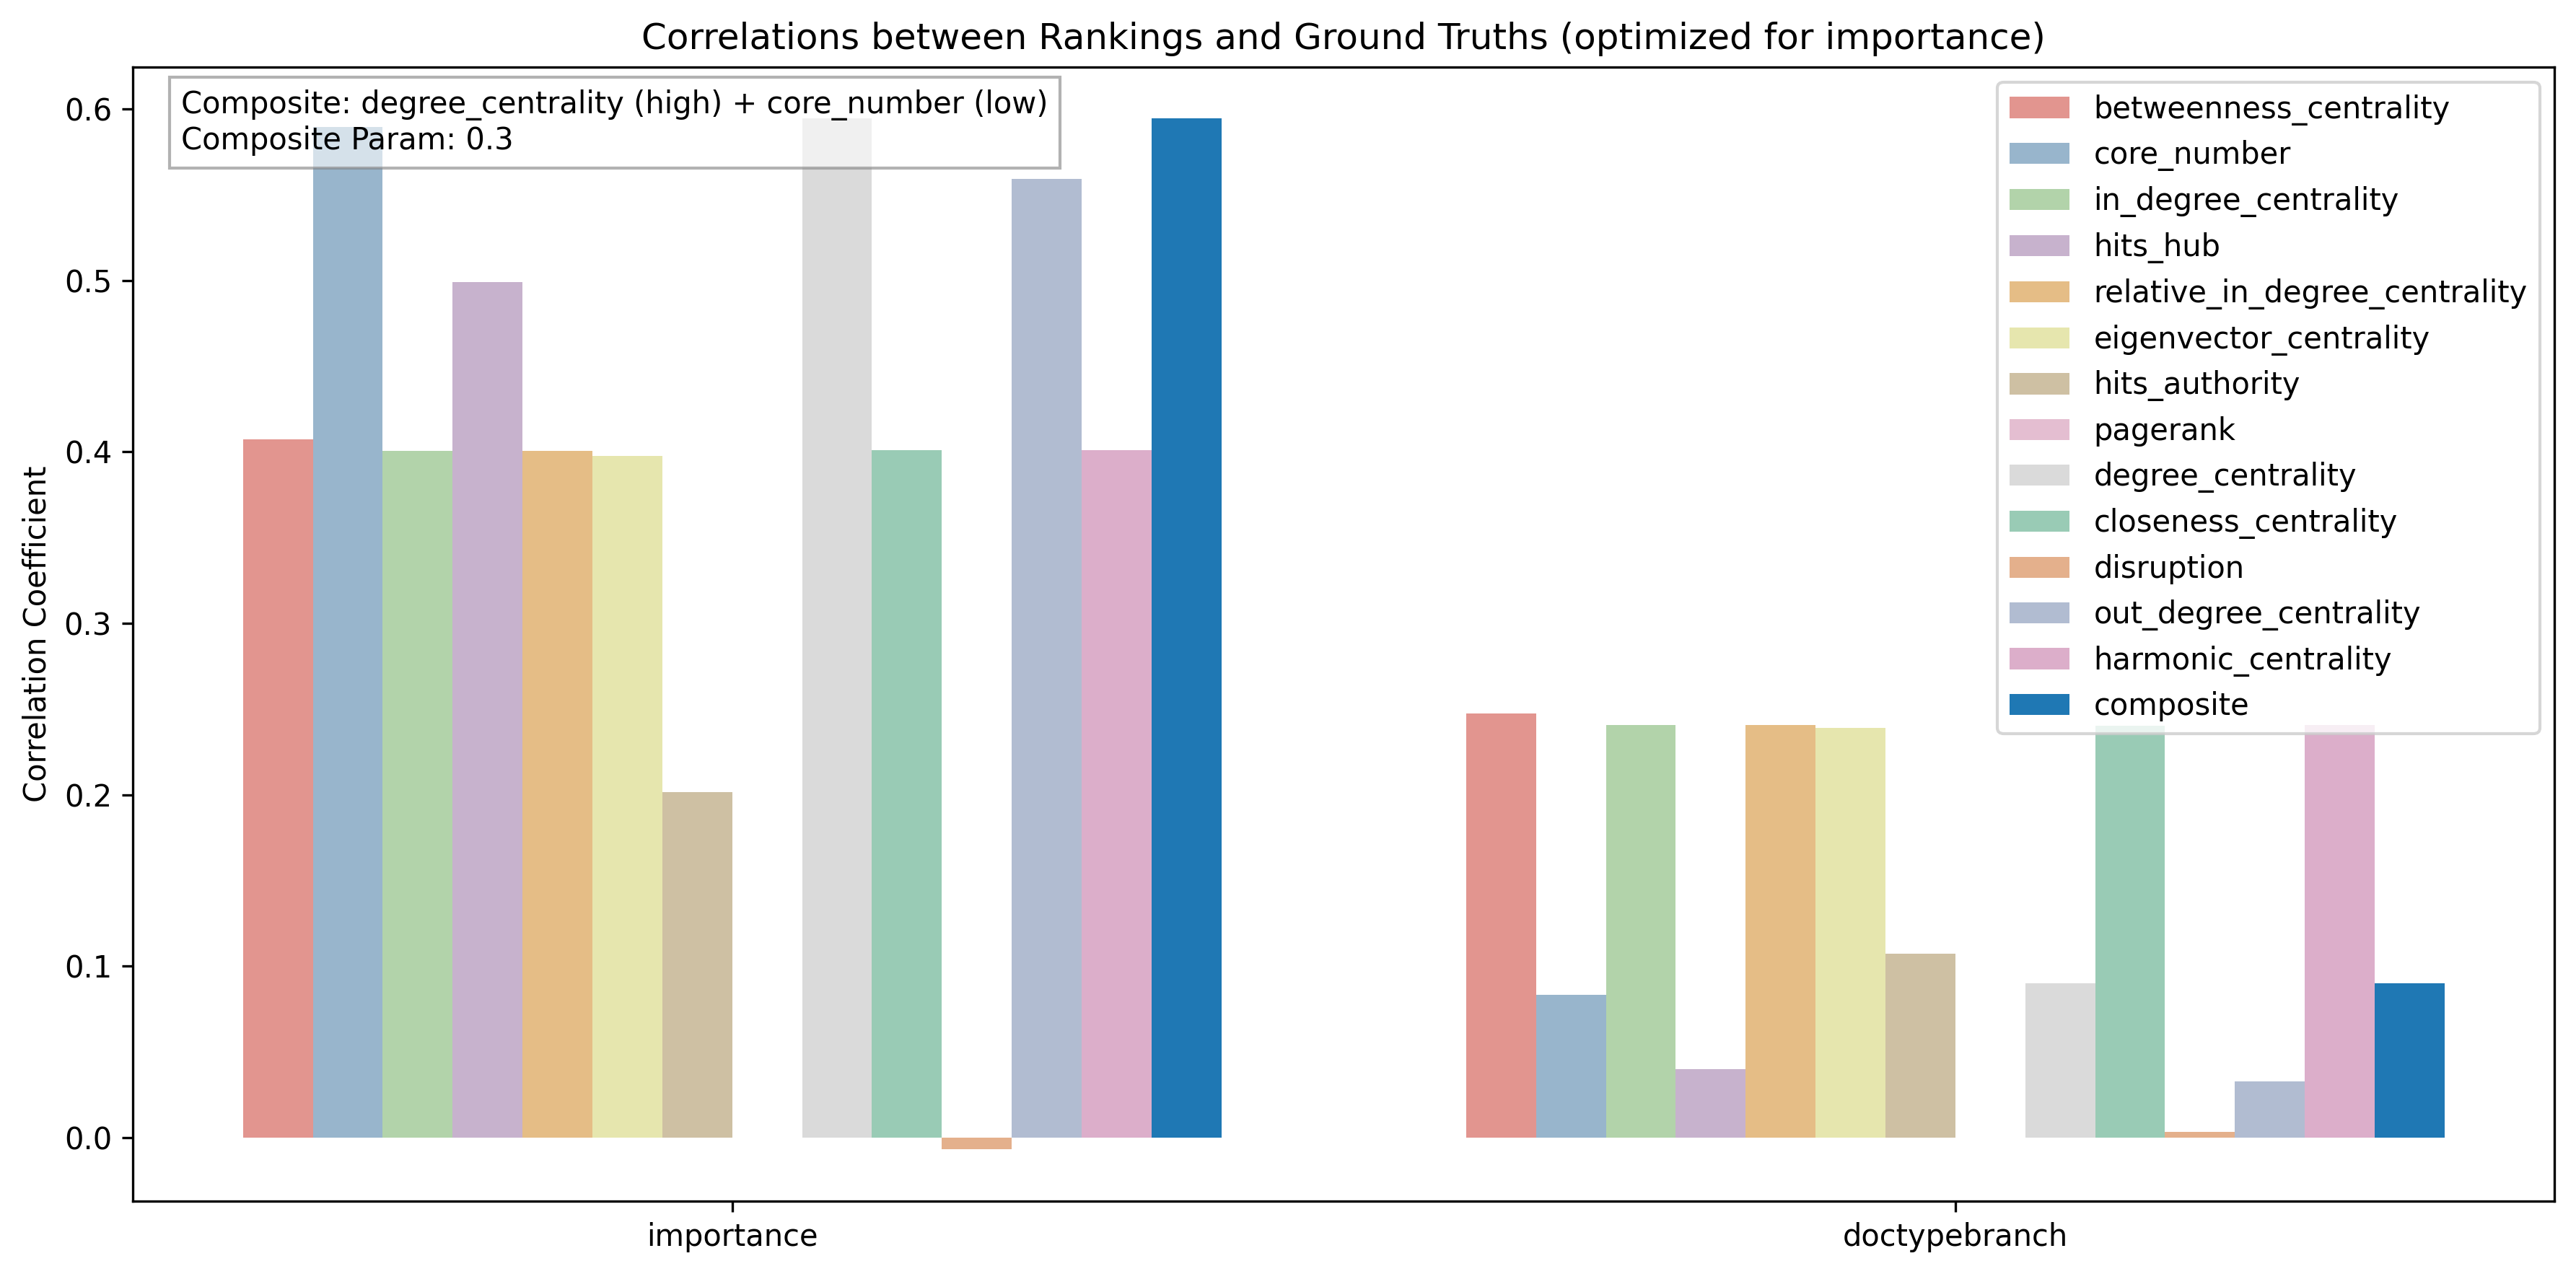 Correlations between Rankings and Ground Truths (optimized for importance)
Composite: degree_centrality (high) + core_number (low)
Composite Param: 0.3
Correlation Coefficient
0.6
0.5
0.4
0.3
0.2
0.1
0.0
importance
doctypebranch
betweenness_centrality
core_number
in_degree_centrality
hits_hub
relative_in_degree_centrality
eigenvector_centrality
hits_authority
pagerank
degree_centrality
closeness_centrality
disruption
out_degree_centrality
harmonic_centrality
composite